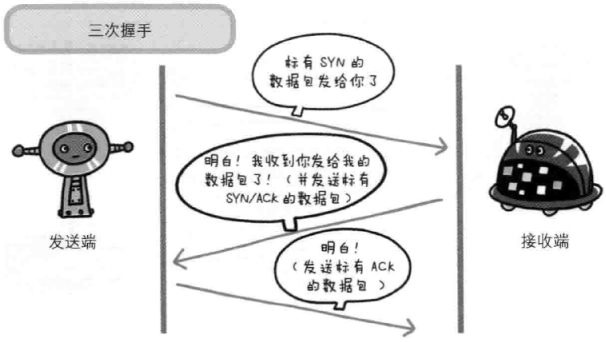 三次握手
标有 SYN 的
数据包发给你了
明白！我收到你发给我的
数据包了！（并发送标有
SYN/ACK 的数据包）
发送端
接收端
明白！
（发送标有 ACK
的数据包 ）